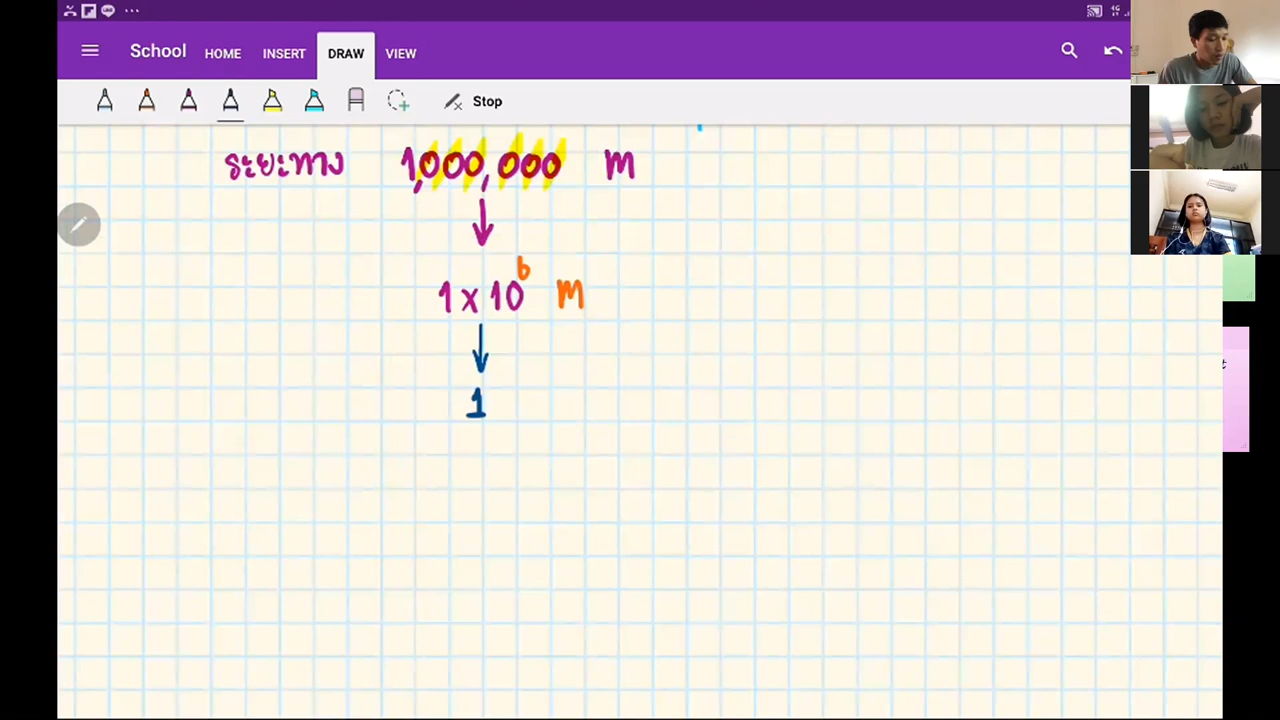 School HOME INSERT DRAW VIEW
Stop
ระยะทาง 1,000,000 m
1 x 10⁶ m
1